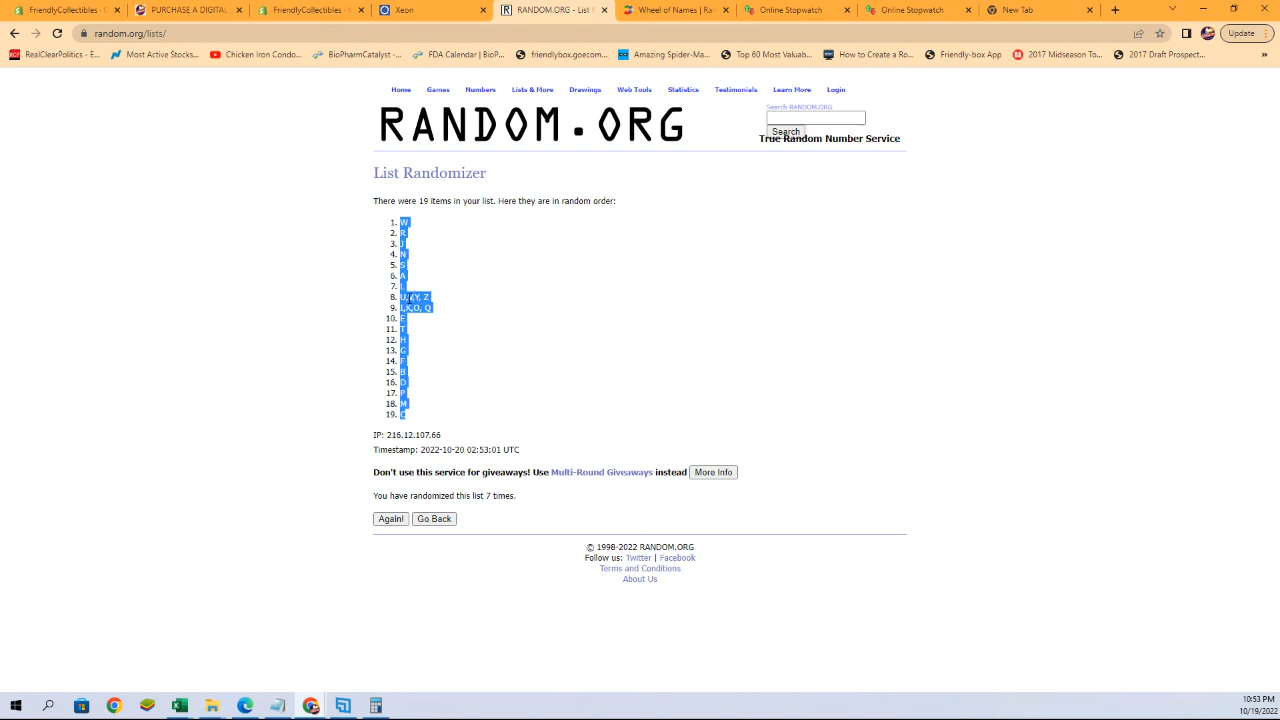 FriendlyCollectibles - O
PURCHASE A DIGITAL
FriendlyCollectibles - M
Xeon
RANDOM.ORG - List R
Wheel of Names | Ran
Online Stopwatch
Online Stopwatch
New Tab
random.org/lists/
Update
RealClearPolitics - E...
Most Active Stocks...
Chicken Iron Condo...
BioPharmCatalyst -...
FDA Calendar | BioP...
friendlybox.goecom...
Amazing Spider-Ma...
Top 60 Most Valuab...
How to Create a Ro...
Friendly-box App
2017 Midseason To...
2017 Draft Prospect...
Home Games Numbers Lists & More Drawings Web Tools Statistics Testimonials Learn More Login
RANDOM.ORG
Search RANDOM.ORG
Search
True Random Number Service
List Randomizer
There were 19 items in your list. Here they are in random order:
1. W
2. R
3. J
4. N
5. S
6. A
7. L
8. Y, Z
9. I,K,O, Q
10. E
11. T
12. H
13. G
14. F
15. B
16. D
17. P
18. M
19. C
IP: 216.12.107.66
Timestamp: 2022-10-20 02:53:01 UTC
Don't use this service for giveaways! Use Multi-Round Giveaways instead More Info
You have randomized this list 7 times.
Again! Go Back
© 1998-2022 RANDOM.ORG
Follow us: Twitter | Facebook
Terms and Conditions
About Us
10:53 PM
10/19/2022